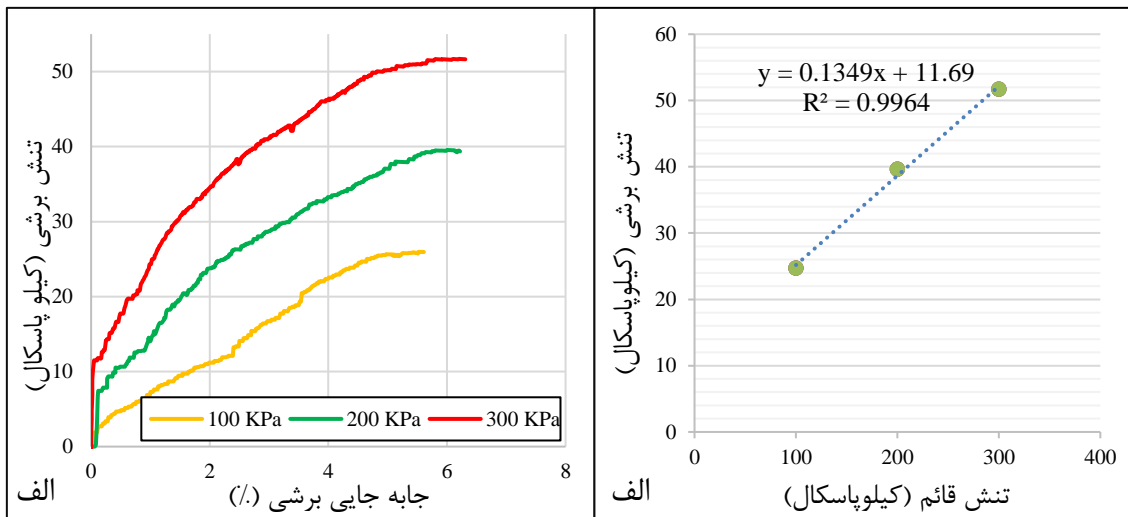 تنش برشی (کیلو پاسکال)
50
40
30
20
10
0
0
2
4
6
8
100 KPa
200 KPa
300 KPa
جابه جایی برشی (٪)
الف
y = 0.1349x + 11.69
R² = 0.9964
تنش برشی (کیلوپاسکال)
60
50
40
30
20
10
0
0
100
200
300
400
تنش قائم (کیلوپاسکال)
الف